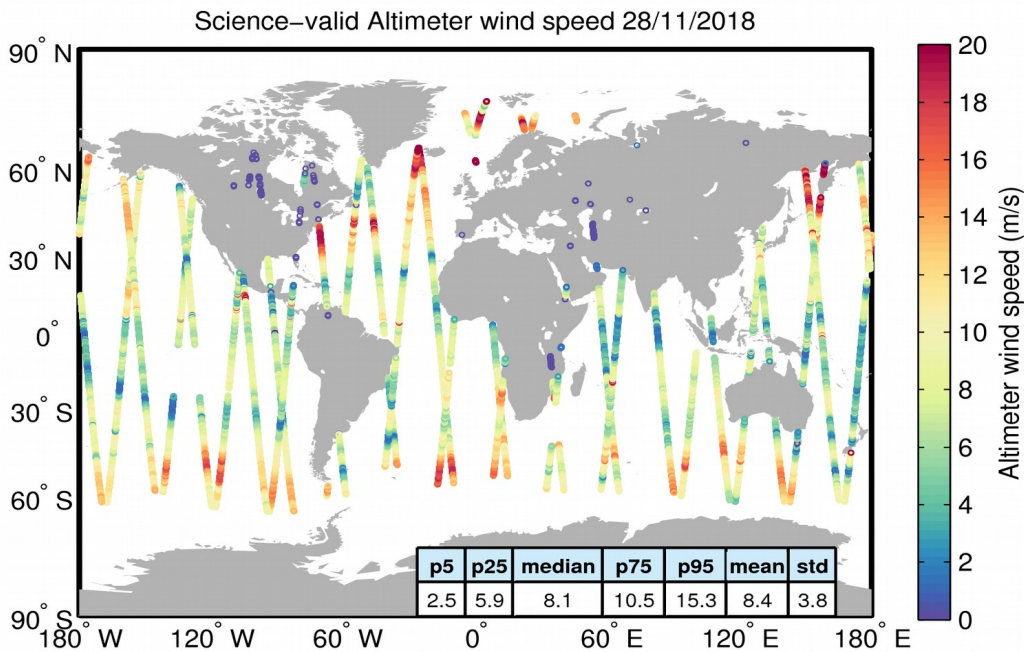 Science−valid Altimeter wind speed 28/11/2018
90° N
60° N
30° N
0°
30° S
60° S
90° S
180° W
120° W
60° W
0°
60° E
120° E
180° E
p5 p25 median p75 p95 mean std
2.5 5.9 8.1 10.5 15.3 8.4 3.8
20
18
16
14
12
10
8
6
4
2
0
Altimeter wind speed (m/s)